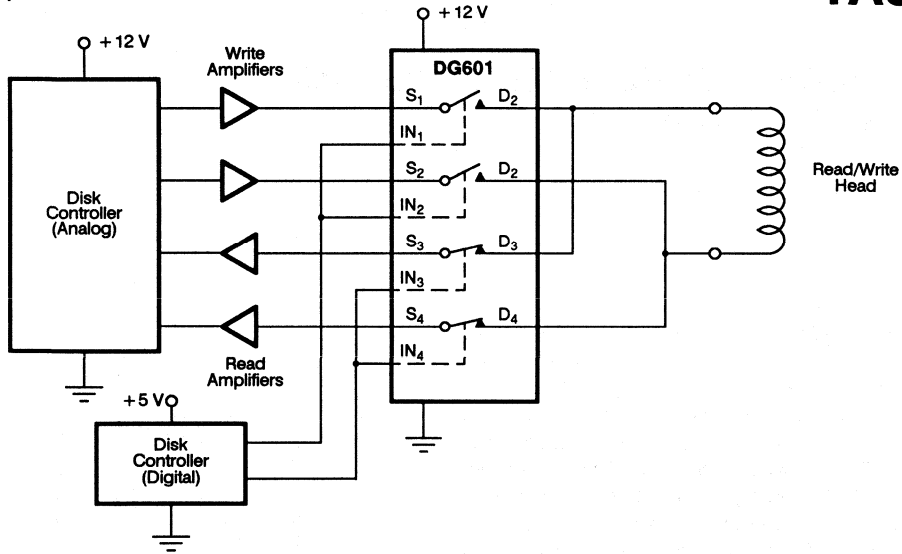 + 12 V
+ 12 V
Write
Amplifiers
DG601
S1
D2
IN1
S2
D2
IN2
S3
D3
IN3
S4
D4
IN4
Disk
Controller
(Analog)
Read/Write
Head
Read
Amplifiers
+ 5 V
Disk
Controller
(Digital)